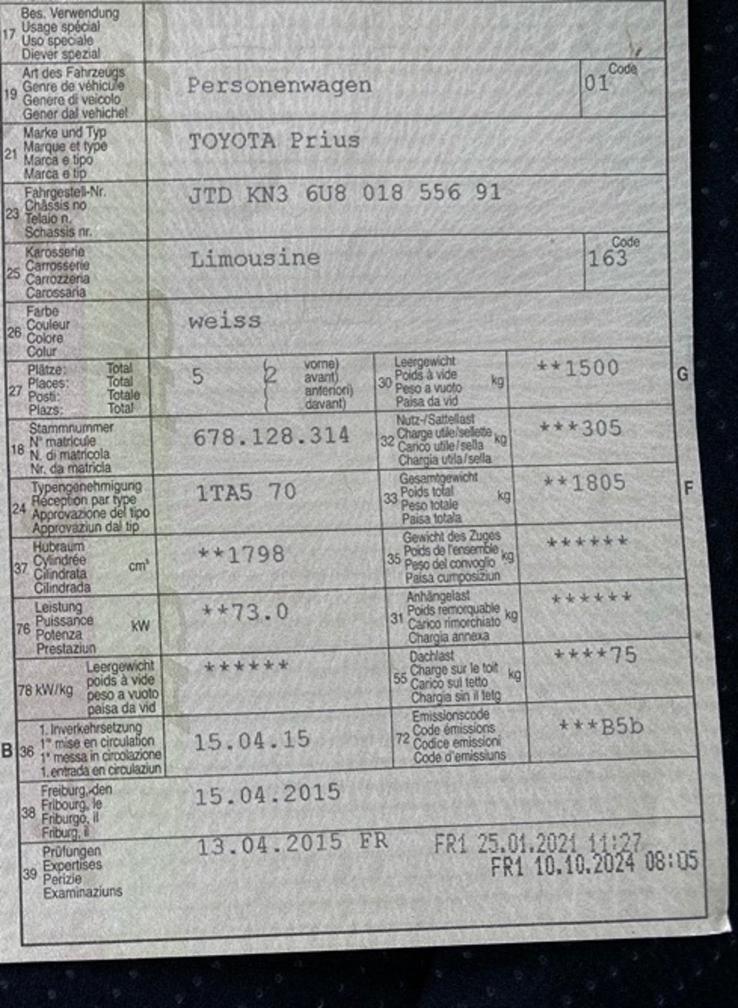 17 Bes. Verwendung
Usage spécial
Uso speciale
Diever spezial
19 Art des Fahrzeugs
Genre de véhicule
Genere di veicolo
Gener dal vehichel
Personenwagen
Code
01
21 Marke und Typ
Marque et type
Marca e tipo
Marca e tip
TOYOTA Prius
23 Fahrgestell-Nr.
Châssis no
Telaio n.
Schassis nr.
JTD KN3 6U8 018 556 91
25 Karosserie
Carrosserie
Carrozzeria
Carossaria
Limousine
Code
163
26 Farbe
Couleur
Colore
Colur
weiss
27 Plätze: Total
Places: Total
Posti: Totale
Plazs: Total
5 (2 vorne)
avant)
anteriori)
davant)
30 Leergewicht
Poids à vide
Peso a vuoto
Paisa da vid
kg
**1500
G
18 Stammnummer
N° matricule
N. di matricola
Nr. da matricla
678.128.314
32 Nutz-/Sattellast
Charge utile/sellette
Carico utile/sella
Chargia utila/sella
kg
***305
24 Typengenehmigung
Réception par type
Approvazione del tipo
Approvaziun dal tip
1TA5 70
33 Gesamtgewicht
Poids total
Peso totale
Paisa totala
kg
**1805
F
37 Hubraum
Cylindrée
Cilindrata
Cilindrada
cm³
**1798
35 Gewicht des Zuges
Poids de l'ensemble
Peso del convoglio
Paisa cumposiziun
kg
******
76 Leistung
Puissance
Potenza
Prestaziun
kW
**73.0
31 Anhängelast
Poids remorquable
Carico rimorchiato
Chargia annexa
kg
******
78 kW/kg
Leergewicht
poids à vide
peso a vuoto
paisa da vid
******
55 Dachlast
Charge sur le toit
Carico sul tetto
Chargia sin il tetg
kg
****75
B 36 1. Inverkehrsetzung
1re mise en circulation
1a messa in circolazione
1. entrada en circulaziun
15.04.15
72 Emissionscode
Code émissions
Codice emissioni
Code d'emissiuns
***B5b
38 Freiburg, den
Fribourg, le
Friburgo, il
Friburg, il
15.04.2015
39 Prüfungen
Expertises
Perizie
Examinaziuns
13.04.2015 FR
FR1 25.01.2021 11:27
FR1 10.10.2024 08:05